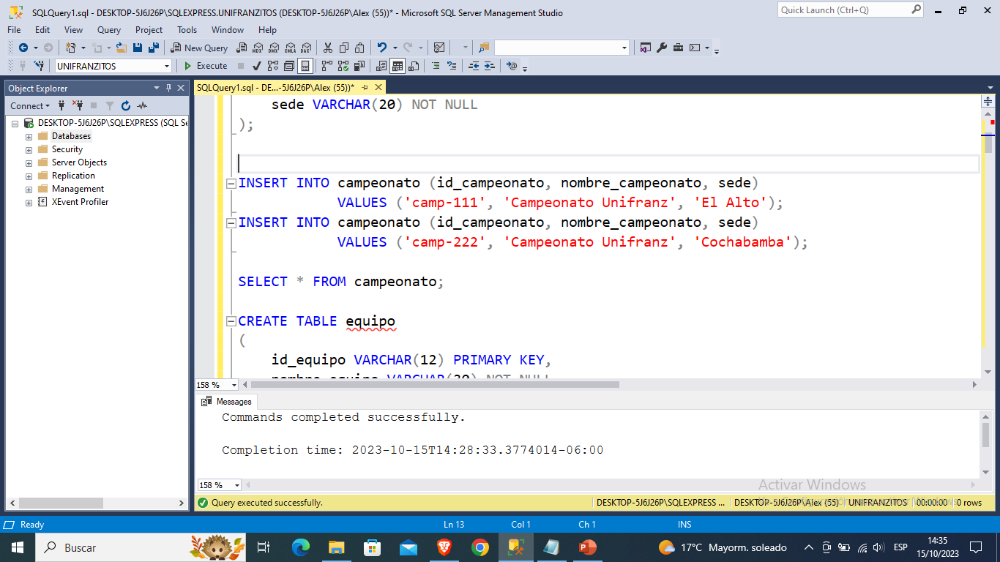 SQLQuery1.sql - DESKTOP-5J6J26P\SQLEXPRESS.UNIFRANZITOS (DESKTOP-5J6J26P\Alex (55))* - Microsoft SQL Server Management Studio
Quick Launch (Ctrl+Q)
File Edit View Query Project Tools Window Help
New Query MDX DMX XMLA DAX
UNIFRANZITOS Execute
Object Explorer
SQLQuery1.sql - DE...-5J6J26P\Alex (55))*
Connect
DESKTOP-5J6J26P\SQLEXPRESS (SQL Se
Databases
Security
Server Objects
Replication
Management
XEvent Profiler
sede VARCHAR(20) NOT NULL
);
INSERT INTO campeonato (id_campeonato, nombre_campeonato, sede)
VALUES ('camp-111', 'Campeonato Unifranz', 'El Alto');
INSERT INTO campeonato (id_campeonato, nombre_campeonato, sede)
VALUES ('camp-222', 'Campeonato Unifranz', 'Cochabamba');
SELECT * FROM campeonato;
CREATE TABLE equipo
(
id_equipo VARCHAR(12) PRIMARY KEY,
nombre_equipo VARCHAR(30) NOT NULL
158 %
Messages
Commands completed successfully.
Completion time: 2023-10-15T14:28:33.3774014-06:00
158 %
Activar Windows
Query executed successfully.
DESKTOP-5J6J26P\SQLEXPRESS ... DESKTOP-5J6J26P\Alex (55) UNIFRANZITOS 00:00:00 0 rows
Ready Ln 13 Col 1 Ch 1 INS
Buscar
17°C Mayorm. soleado
ESP
14:35
15/10/2023